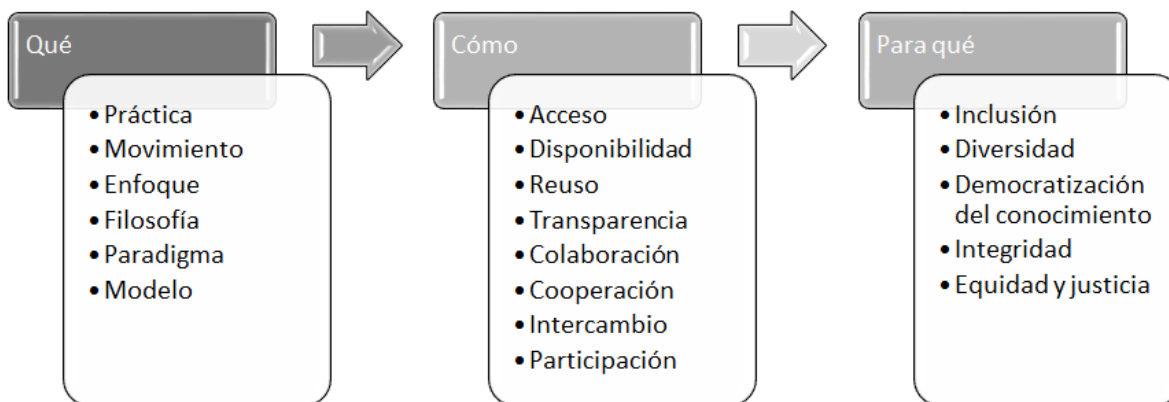 Qué
• Práctica
• Movimiento
• Enfoque
• Filosofía
• Paradigma
• Modelo
Cómo
• Acceso
• Disponibilidad
• Reuso
• Transparencia
• Colaboración
• Cooperación
• Intercambio
• Participación
Para qué
• Inclusión
• Diversidad
• Democratización
del conocimiento
• Integridad
• Equidad y justicia